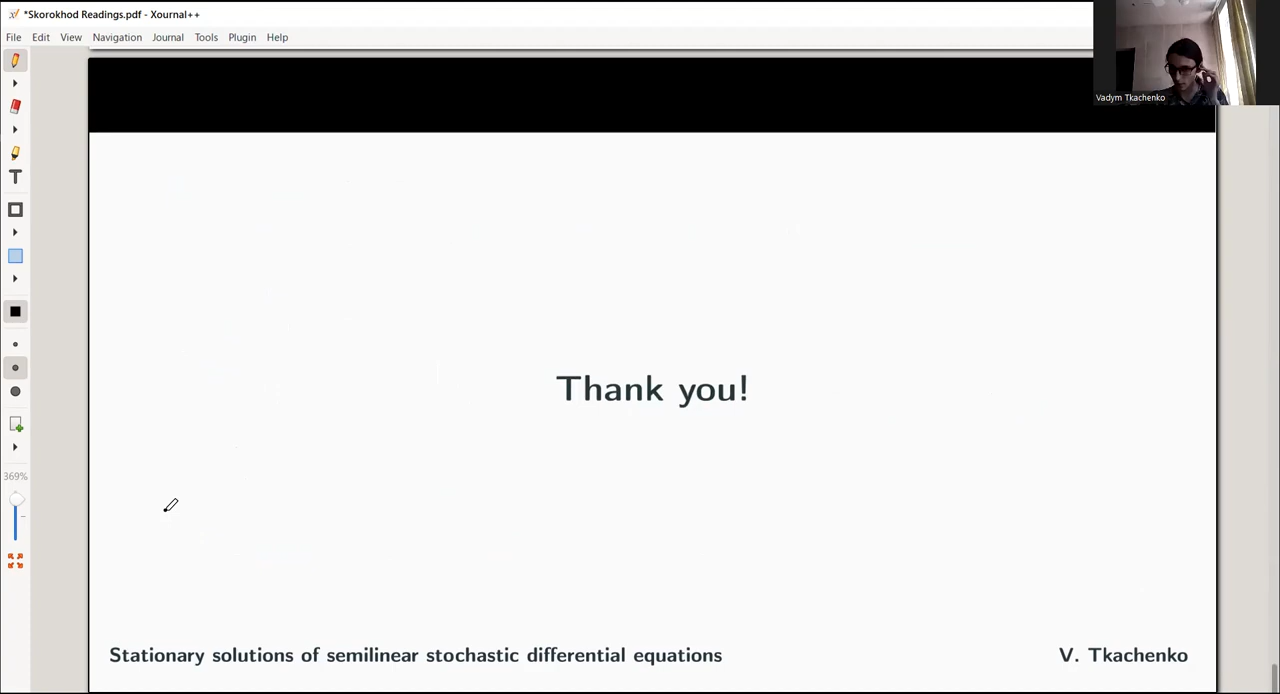 *Skorokhod Readings.pdf - Xournal++
File Edit View Navigation Journal Tools Plugin Help
Vadym Tkachenko
T
369%
Thank you!
Stationary solutions of semilinear stochastic differential equations
V. Tkachenko